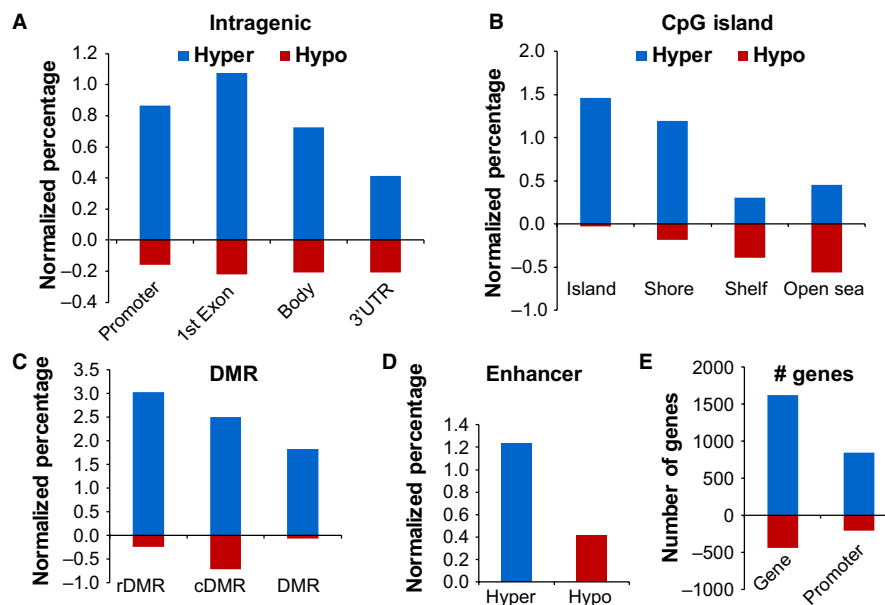 A
Intragenic
Hyper Hypo
Normalized percentage
1.2
1.0
0.8
0.6
0.4
0.2
0.0
–0.2
–0.4
Promoter
1st Exon
Body
3'UTR
B
CpG island
Hyper Hypo
Normalized percentage
2.0
1.5
1.0
0.5
0.0
–0.5
–1.0
Island Shore Shelf Open sea
C
DMR
Normalized percentage
3.5
3.0
2.5
2.0
1.5
1.0
0.5
0.0
–0.5
–1.0
rDMR cDMR DMR
D
Enhancer
Normalized percentage
1.4
1.2
1.0
0.8
0.6
0.4
0.2
0.0
Hyper Hypo
E
# genes
Number of genes
2000
1500
1000
500
0
–500
–1000
Gene
Promoter